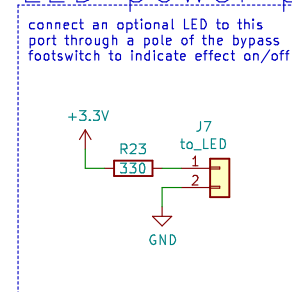 connect an optional LED to this
port through a pole of the bypass
footswitch to indicate effect on/off
+3.3V
J7
R23
to_LED
330
1
2
GND